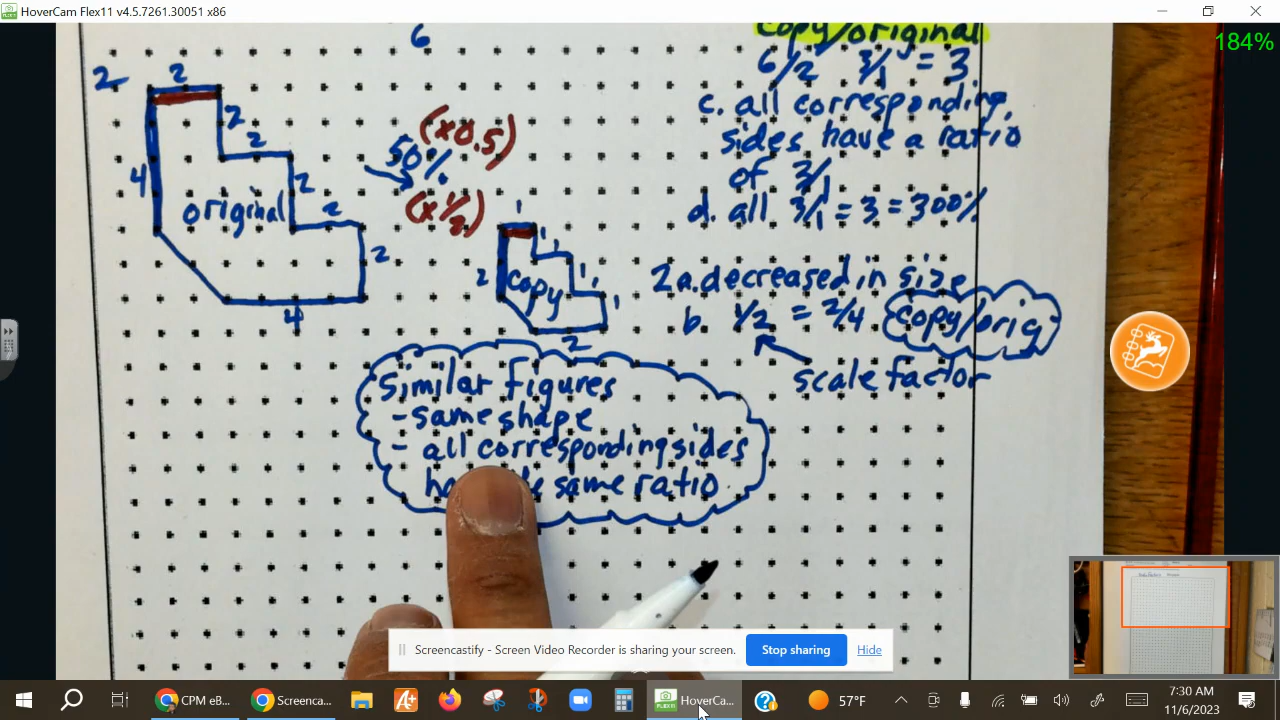 HoverCam Flex11 v4.5.7261.30051 x86
184%
6
copy/original
6/2 3/1 = 3
c. all corresponding
sides have a ratio
of 3/1
d. all 3/1 = 3 = 300%
2
2
2
2
4
2
2
2
original
4
50%
(x0.5)
(x 1/2)
1
1
1
1
1
1
2
copy
2
2a. decreased in size
b 1/2 = 2/4 copy/orig
scale factor
similar figures
- same shape
- all corresponding sides
same ratio
Screencastify - Screen Video Recorder is sharing your screen.
Stop sharing
Hide
CPM eB...
Screenca...
HoverCa...
57°F
7:30 AM
11/6/2023